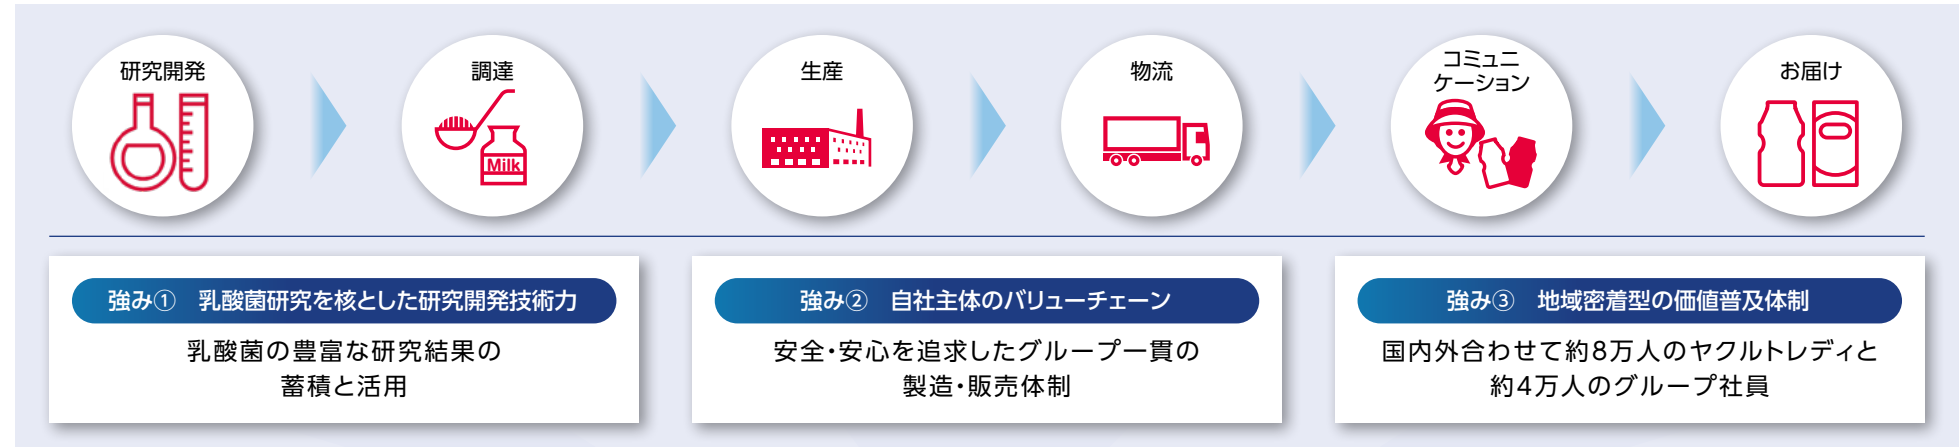 研究開発
調達
Milk
生産
物流
コミュニ
ケーション
お届け
強み① 乳酸菌研究を核とした研究開発技術力
乳酸菌の豊富な研究結果の
蓄積と活用
強み② 自社主体のバリューチェーン
安全・安心を追求したグループ一貫の
製造・販売体制
強み③ 地域密着型の価値普及体制
国内外合わせて約8万人のヤクルトレディと
約4万人のグループ社員